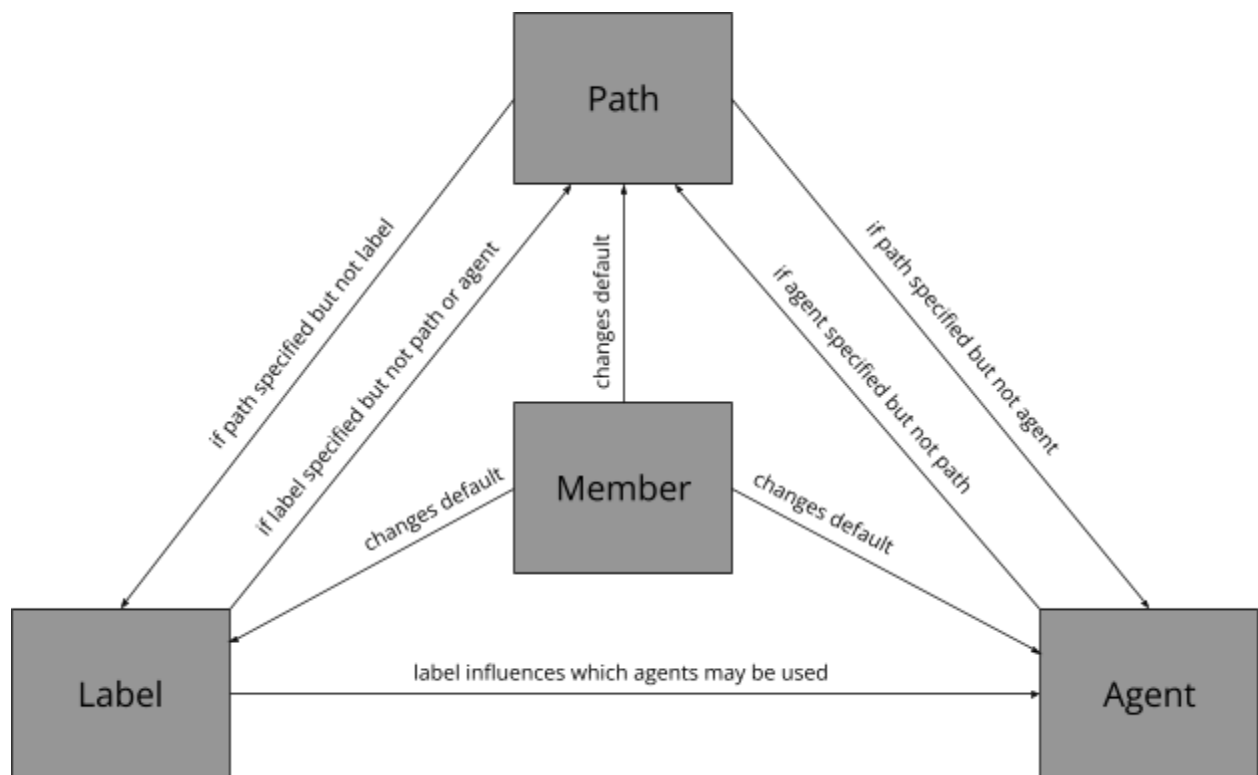 Path
if path specified but not label
if label specified but not path or agent
changes default
if agent specified but not path
if path specified but not agent
Member
changes default
changes default
Label
label influences which agents may be used
Agent